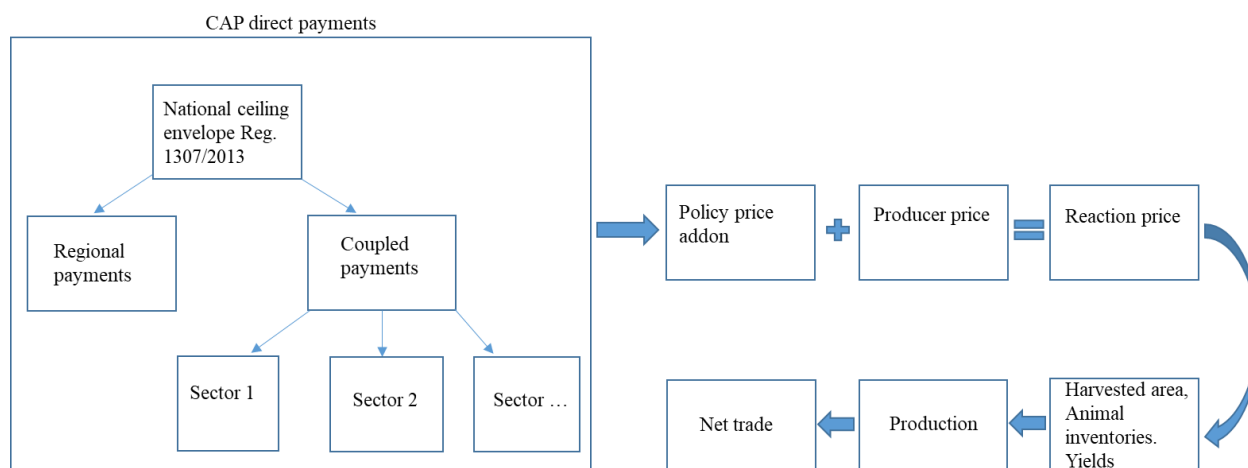 CAP direct payments
National ceiling
envelope Reg.
1307/2013
Regional
payments
Coupled
payments
Sector 1
Sector 2
Sector …
Policy price
addon
Producer price
Reaction price
Harvested area,
Animal
inventories.
Yields
Production
Net trade